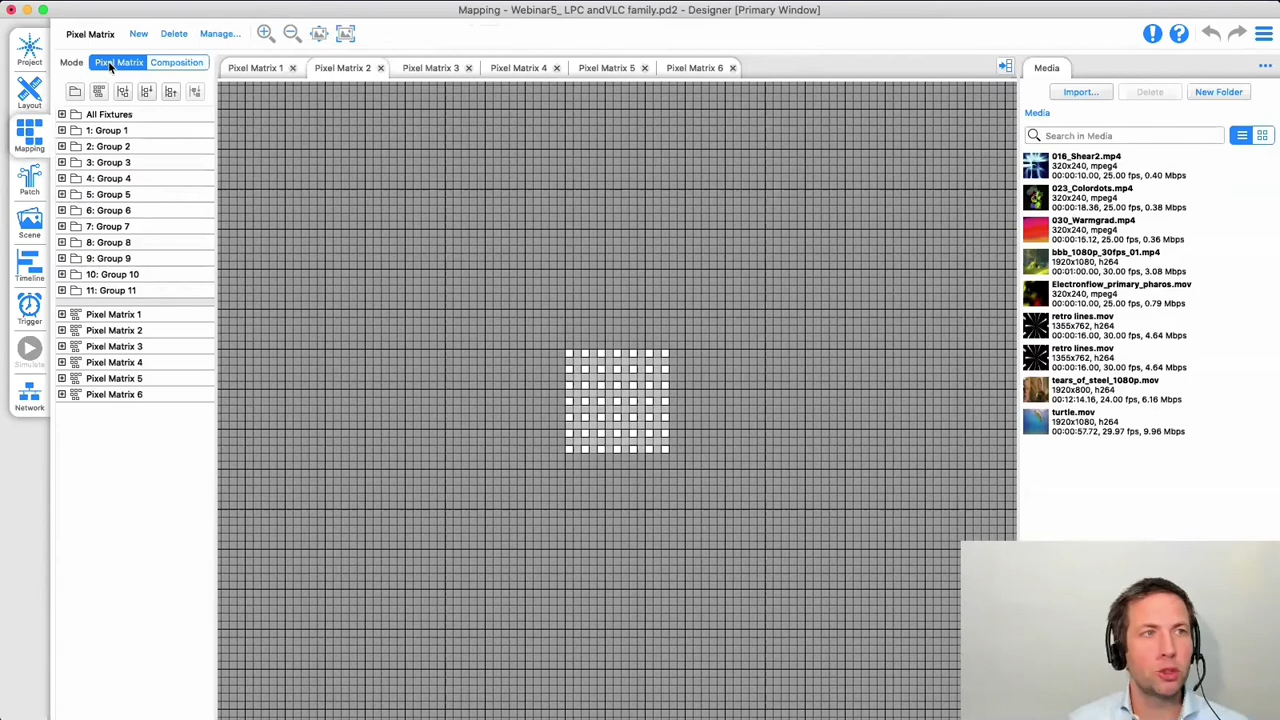 Mapping - Webinar5_ LPC andVLC family.pd2 - Designer [Primary Window]
Pixel Matrix New Delete Manage...
Mode Pixel Matrix Composition
Project
Layout
Mapping
Patch
Scene
Timeline
Trigger
Simulate
Network
All Fixtures
1: Group 1
2: Group 2
3: Group 3
4: Group 4
5: Group 5
6: Group 6
7: Group 7
8: Group 8
9: Group 9
10: Group 10
11: Group 11
Pixel Matrix 1
Pixel Matrix 2
Pixel Matrix 3
Pixel Matrix 4
Pixel Matrix 5
Pixel Matrix 6
Pixel Matrix 1 Pixel Matrix 2 Pixel Matrix 3 Pixel Matrix 4 Pixel Matrix 5 Pixel Matrix 6
Media
Import... Delete New Folder
Media
Search in Media
016_Shear2.mp4
320x240, mpeg4
00:00:10.00, 25.00 fps, 0.40 Mbps
023_Colordots.mp4
320x240, mpeg4
00:00:18.36, 25.00 fps, 0.38 Mbps
030_Warmgrad.mp4
320x240, mpeg4
00:00:16.12, 25.00 fps, 0.36 Mbps
bbb_1080p_30fps_01.mp4
1920x1080, h264
00:01:00.00, 30.00 fps, 3.08 Mbps
Electronflow_primary_pharos.mov
320x240, mpeg4
00:00:10.00, 25.00 fps, 0.79 Mbps
retro lines.mov
1355x762, h264
00:00:16.00, 30.00 fps, 4.64 Mbps
retro lines.mov
1355x762, h264
00:00:16.00, 30.00 fps, 4.64 Mbps
tears_of_steel_1080p.mov
1920x800, h264
00:12:14.16, 24.00 fps, 6.16 Mbps
turtle.mov
1920x1080, h264
00:00:57.72, 29.97 fps, 9.96 Mbps